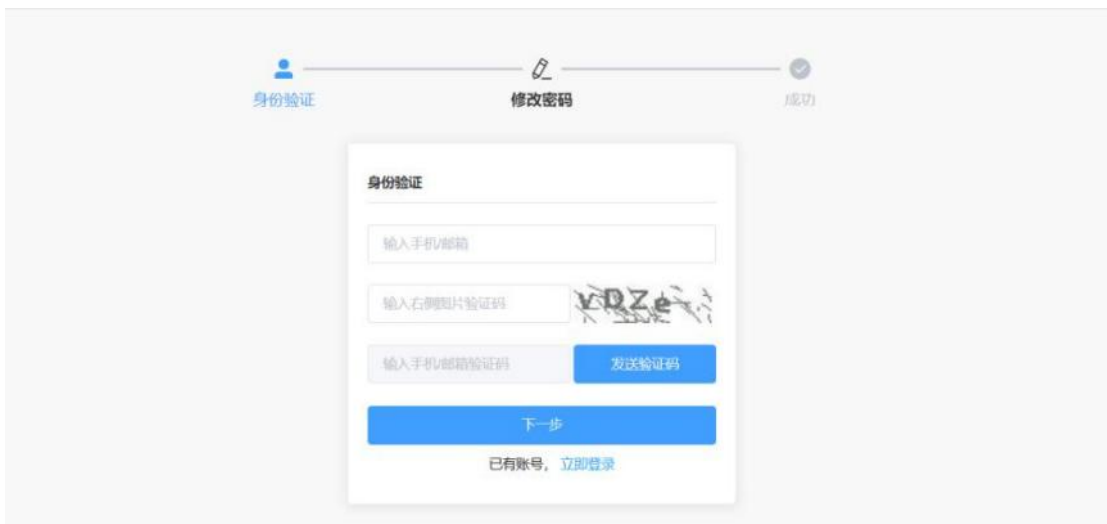 身份验证
修改密码
成功
身份验证
输入手机/邮箱
输入右侧图片验证码
vDZe
输入手机/邮箱验证码
发送验证码
下一步
已有账号，立即登录